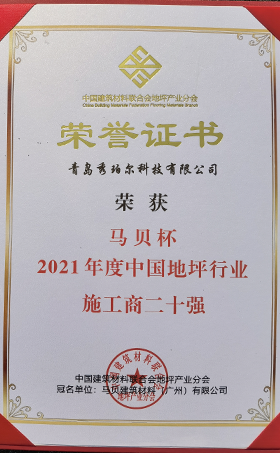 中国建筑材料联合会地坪产业分会
China Building Materials Federation Flooring Materials Branch
荣誉证书
青岛秀珀尔科技有限公司
荣获
马贝杯
2021年度中国地坪行业
施工商二十强
中国建筑材料联合会地坪产业分会
冠名单位：马贝建筑材料（广州）有限公司